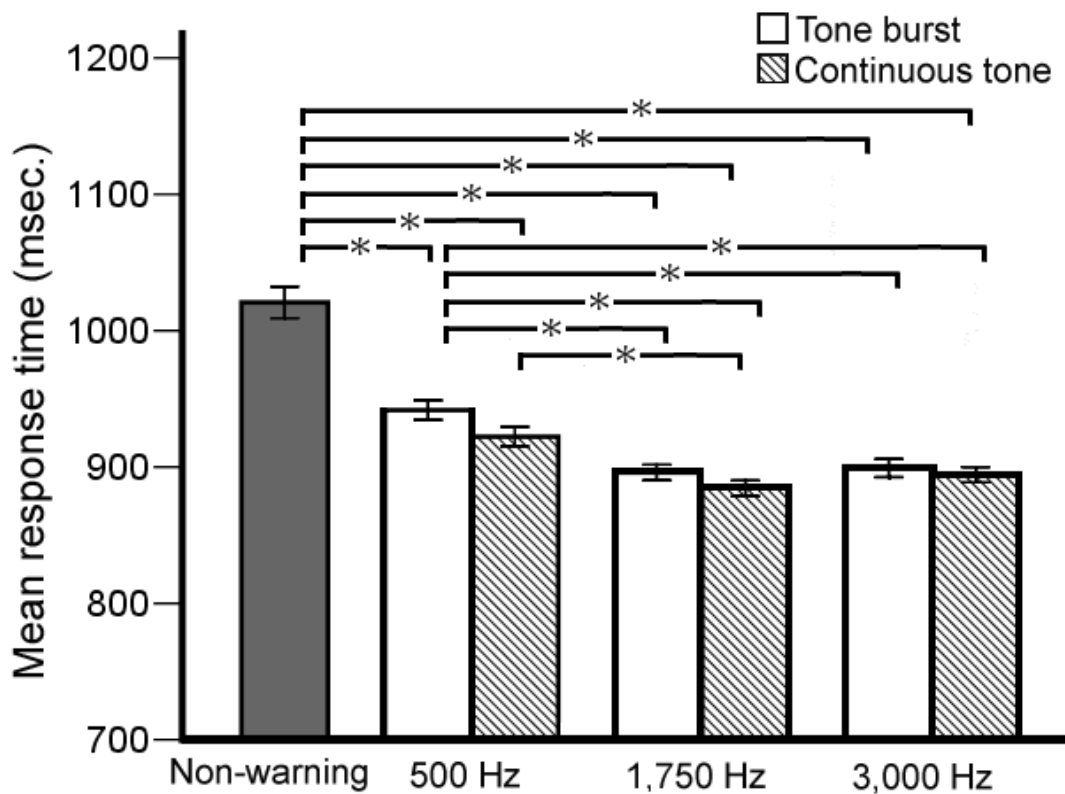 Tone burst
Continuous tone
Mean response time (msec.)
1200
1100
1000
900
800
700
*
*
*
*
*
*
*
*
*
*
*
Non-warning
500 Hz
1,750 Hz
3,000 Hz